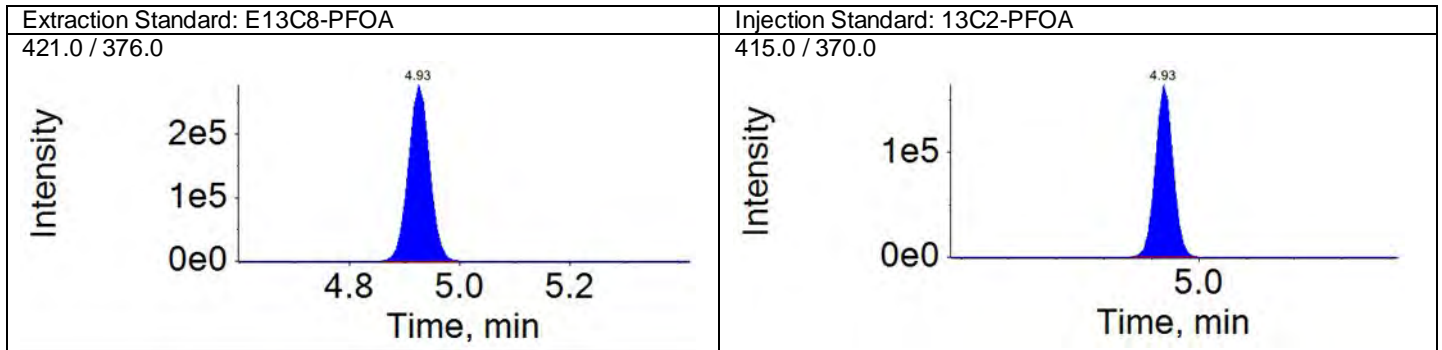 Extraction Standard: E13C8-PFOA
421.0 / 376.0
4.93
Intensity
2e5
1e5
0e0
4.8 5.0 5.2
Time, min
Injection Standard: 13C2-PFOA
415.0 / 370.0
4.93
Intensity
1e5
0e0
5.0
Time, min